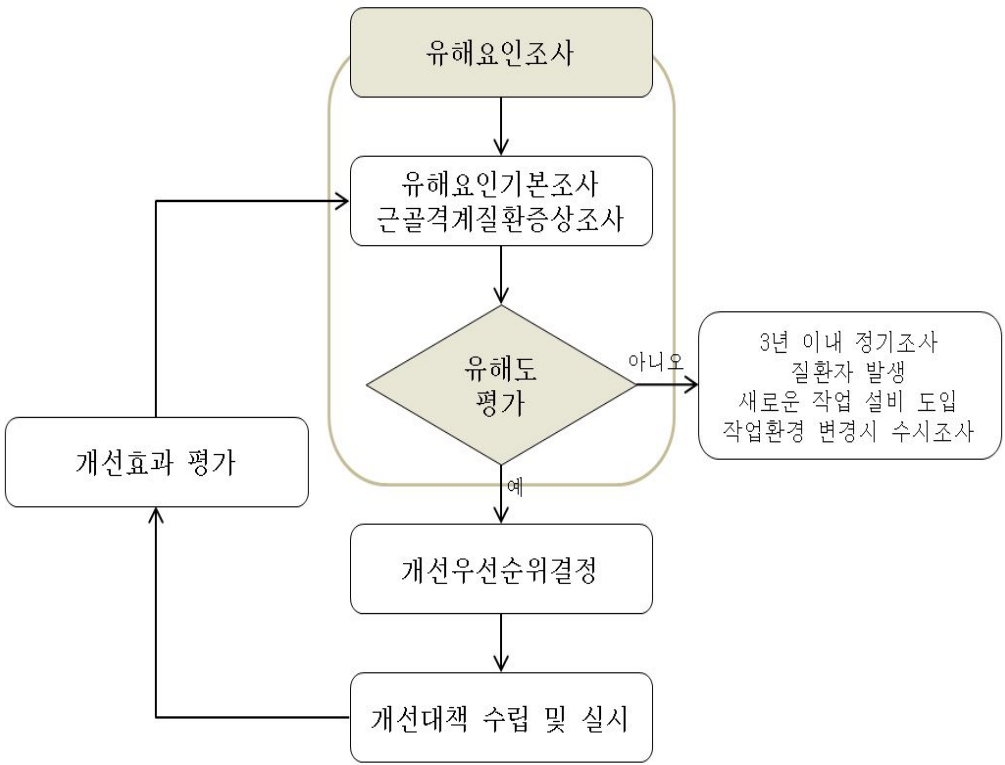 유해요인조사
유해요인기본조사
근골격계질환증상조사
유해도
평가
아니오
3년 이내 정기조사
질환자 발생
새로운 작업 설비 도입
작업환경 변경시 수시조사
예
개선효과 평가
개선우선순위결정
개선대책 수립 및 실시